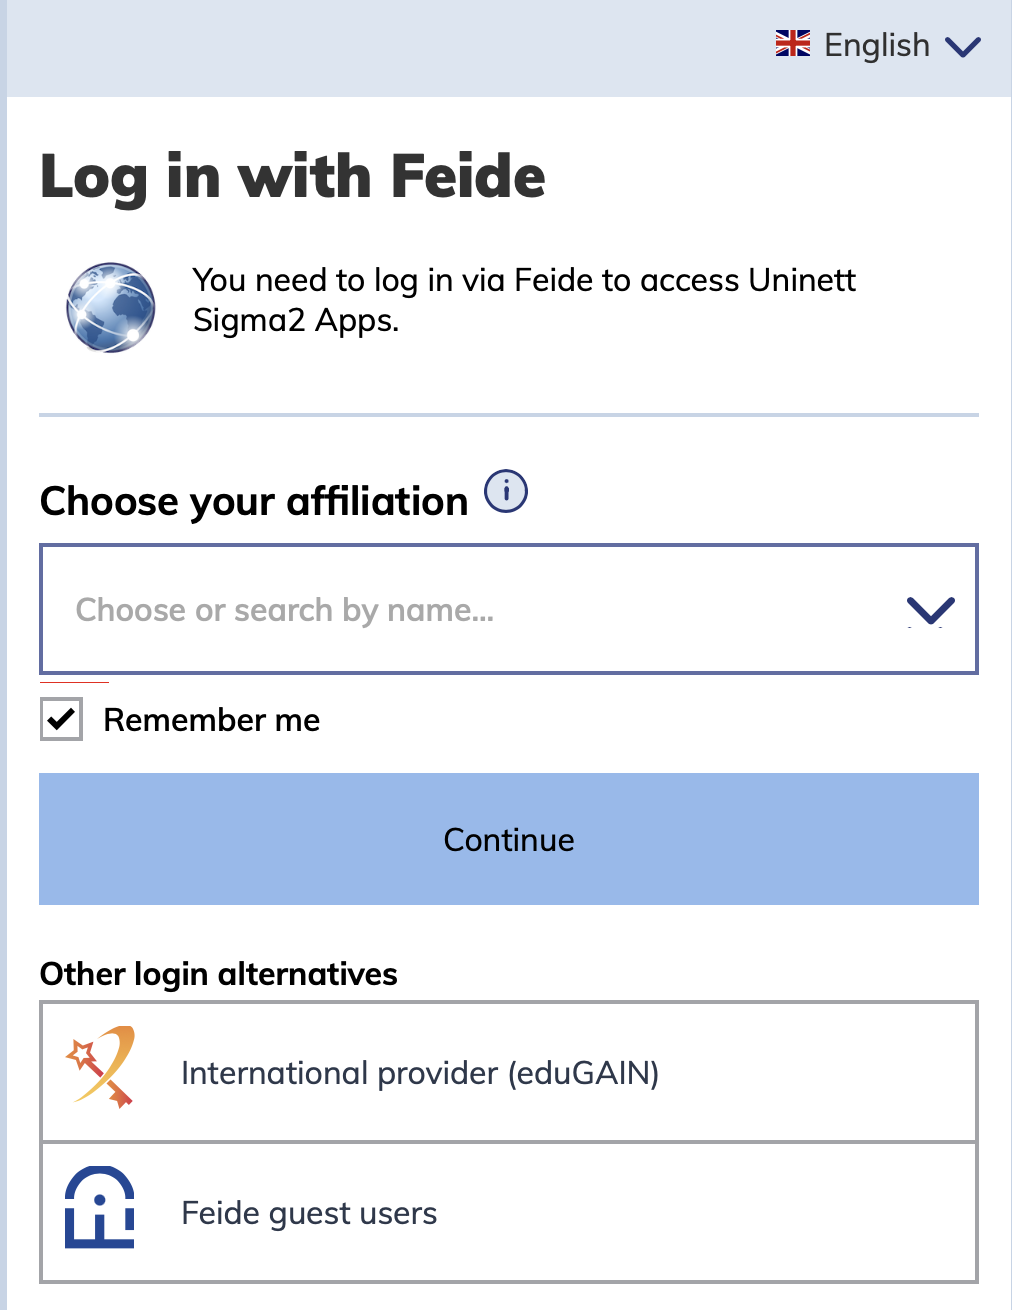 English
Log in with Feide
You need to log in via Feide to access Uninett
Sigma2 Apps.
Choose your affiliation
Choose or search by name...
Remember me
Continue
Other login alternatives
International provider (eduGAIN)
Feide guest users